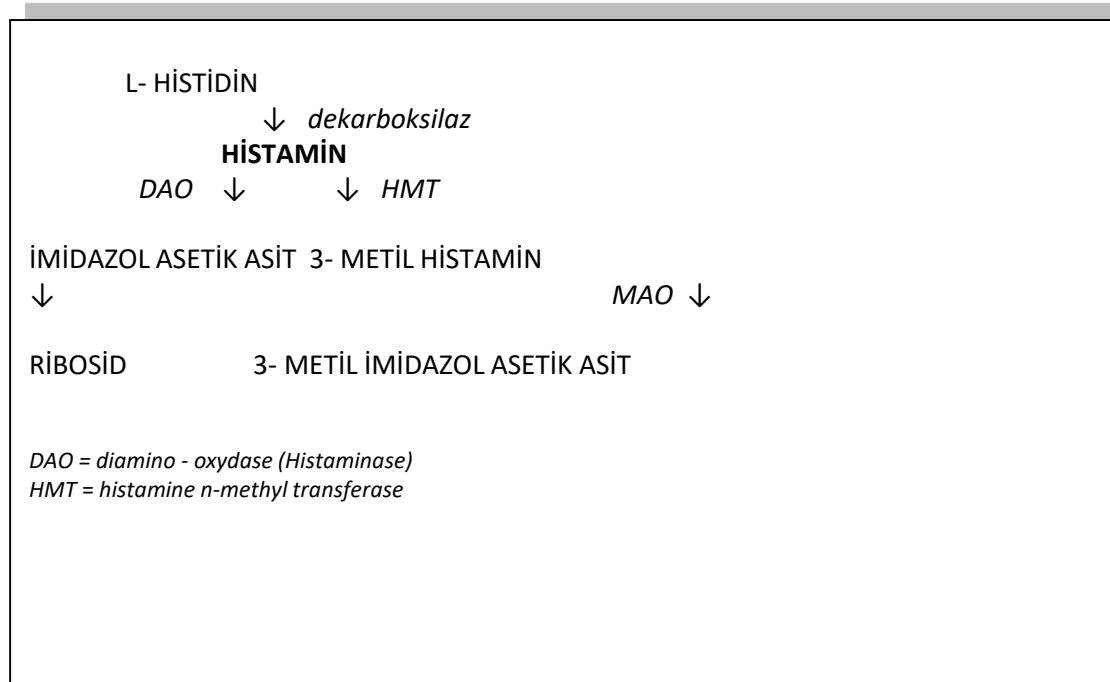 L- HİSTİDİN
↓ dekarboksilaz
HİSTAMİN
DAO ↓ ↓ HMT
İMİDAZOL ASETİK ASİT 3- METİL HİSTAMİN
↓ MAO ↓
RİBOSİD 3- METİL İMİDAZOL ASETİK ASİT
DAO = diamino - oxydase (Histaminase)
HMT = histamine n-methyl transferase